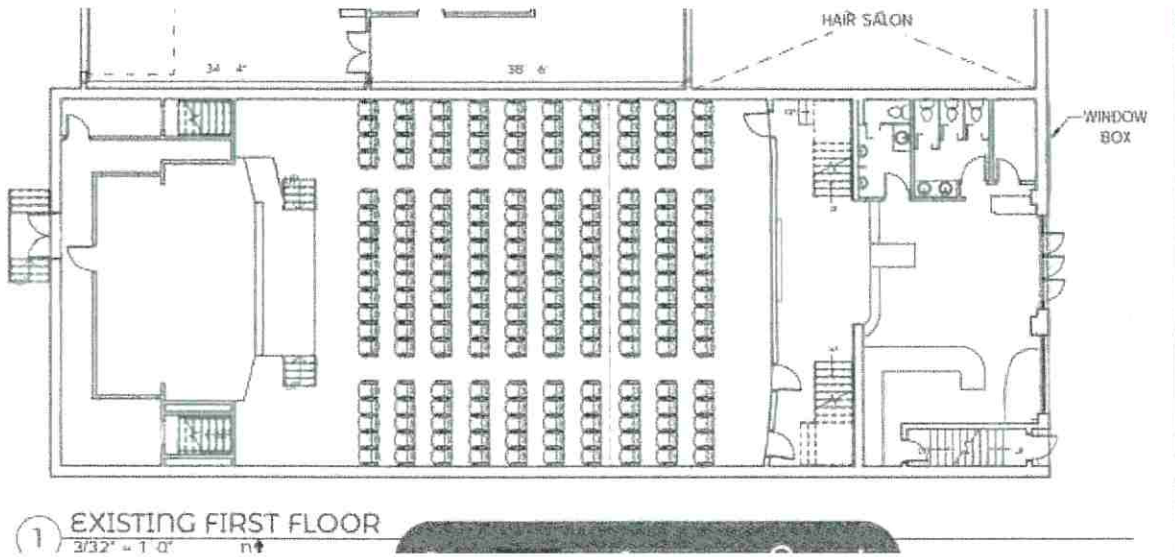 HAIR SALON
34' 4"
38' 6"
WINDOW
BOX
1
EXISTING FIRST FLOOR
3/32" = 1' 0"
n